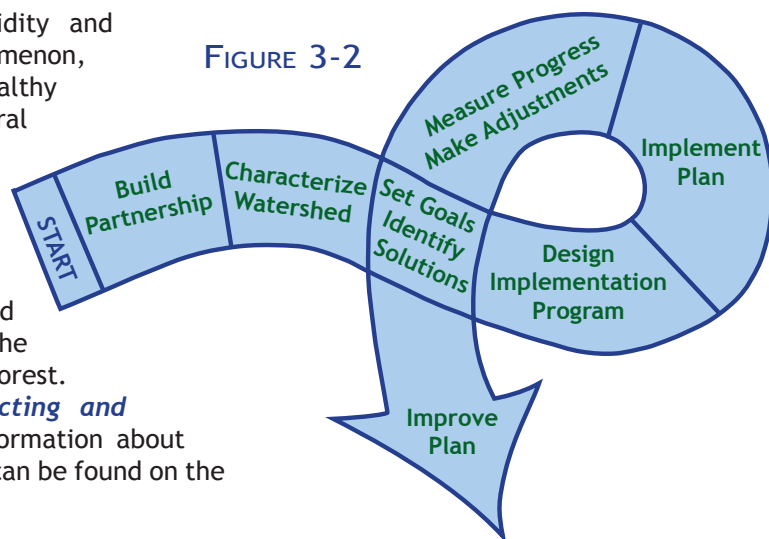 idity and
menon,
althy
ral
d
he
orest.
cting and
ormation about
can be found on the
FIGURE 3-2
START
Build
Partnership
Characterize
Watershed
Set Goals
Identify
Solutions
Design
Implementation
Program
Implement
Plan
Measure Progress
Make Adjustments
Improve
Plan